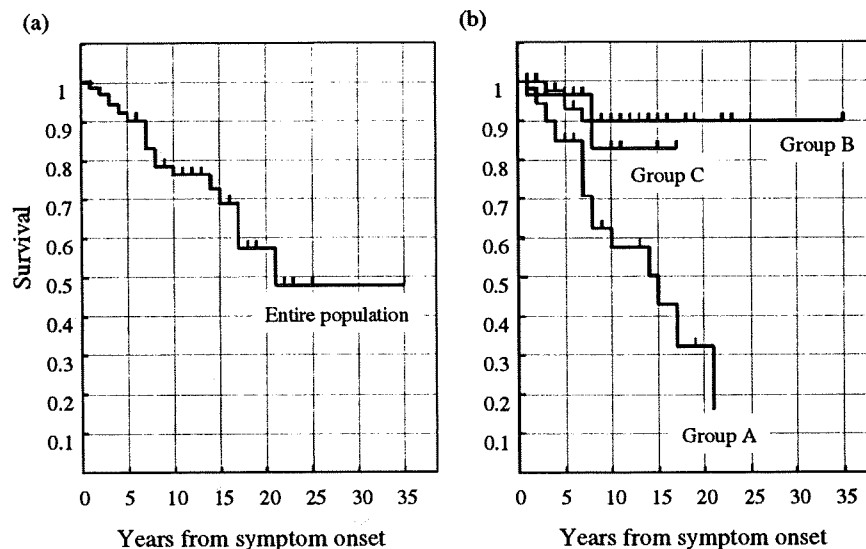 (a)
Survival
1
0.9
0.8
0.7
0.6
0.5
0.4
0.3
0.2
0.1
Entire population
0 5 10 15 20 25 30 35
Years from symptom onset
(b)
1
0.9
0.8
0.7
0.6
0.5
0.4
0.3
0.2
0.1
Group B
Group C
Group A
0 5 10 15 20 25 30 35
Years from symptom onset